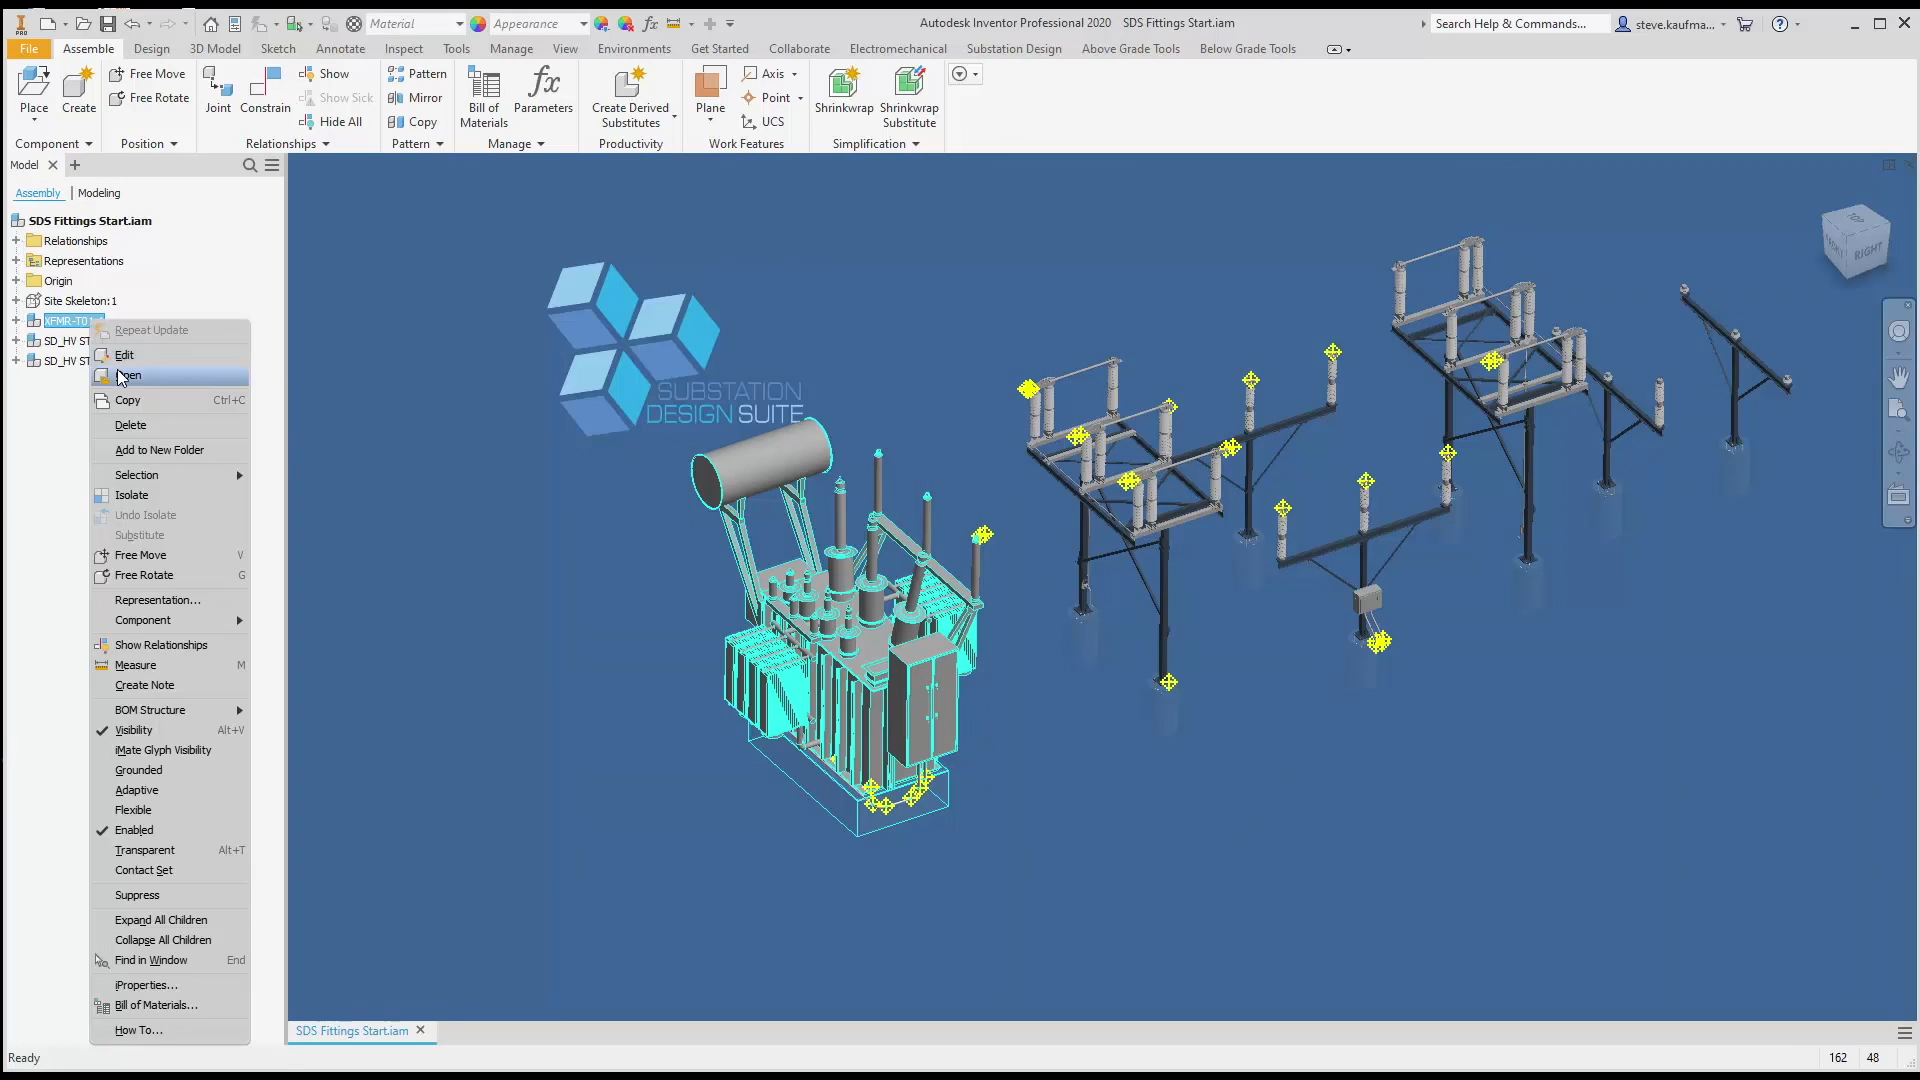 Material
Appearance
Autodesk Inventor Professional 2020 SDS Fittings Start.iam
Search Help & Commands...
steve.kaufma...
PRO
File Assemble Design 3D Model Sketch Annotate Inspect Tools Manage View Environments Get Started Collaborate Electromechanical Substation Design Above Grade Tools Below Grade Tools
Place
Create
Free Move
Free Rotate
Joint
Constrain
Show
Show Sick
Hide All
Pattern
Mirror
Copy
Bill of
Materials
Parameters
Create Derived
Substitutes
Plane
Axis
Point
UCS
Shrinkwrap
Shrinkwrap
Substitute
Component Position Relationships Pattern Manage Productivity Work Features Simplification
Model
Assembly | Modeling
SDS Fittings Start.iam
Relationships
Representations
Origin
Site Skeleton:1
SD_HV ST
SD_HV ST
Repeat Update
Edit
Copy Ctrl+C
Delete
Add to New Folder
Selection
Isolate
Undo Isolate
Substitute
Free Move V
Free Rotate G
Representation...
Component
Show Relationships
Measure M
Create Note
BOM Structure
Visibility Alt+V
iMate Glyph Visibility
Grounded
Adaptive
Flexible
Enabled
Transparent Alt+T
Contact Set
Suppress
Expand All Children
Collapse All Children
Find in Window End
iProperties...
Bill of Materials...
How To...
SUBSTATION
DESIGN SUITE
TOP
FRONT
RIGHT
SDS Fittings Start.iam
Ready
162 48